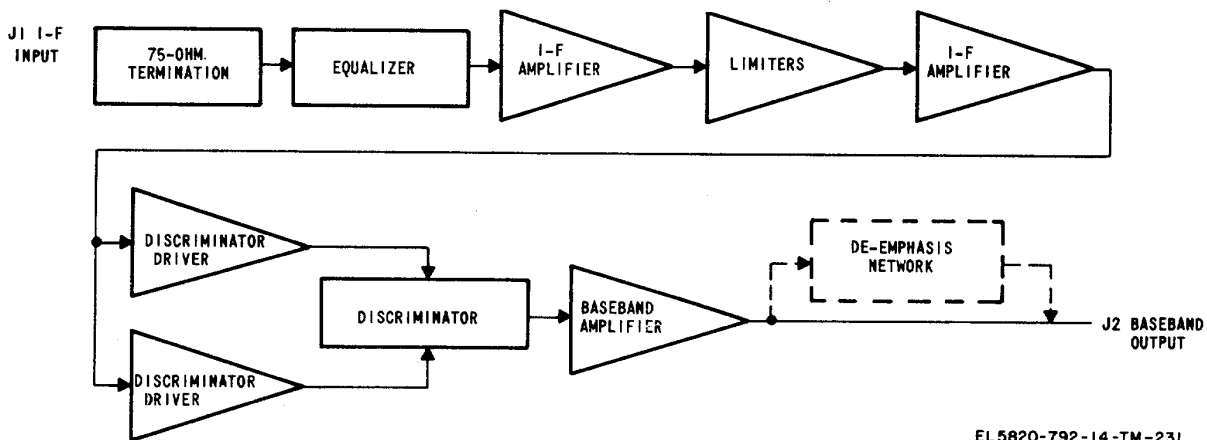 J1 I-F
INPUT
75-OHM.
TERMINATION
EQUALIZER
I-F
AMPLIFIER
LIMITERS
I-F
AMPLIFIER
DISCRIMINATOR
DRIVER
DISCRIMINATOR
DRIVER
DISCRIMINATOR
BASEBAND
AMPLIFIER
DE-EMPHASIS
NETWORK
J2 BASEBAND
OUTPUT
EL5820-792-14-TM-231